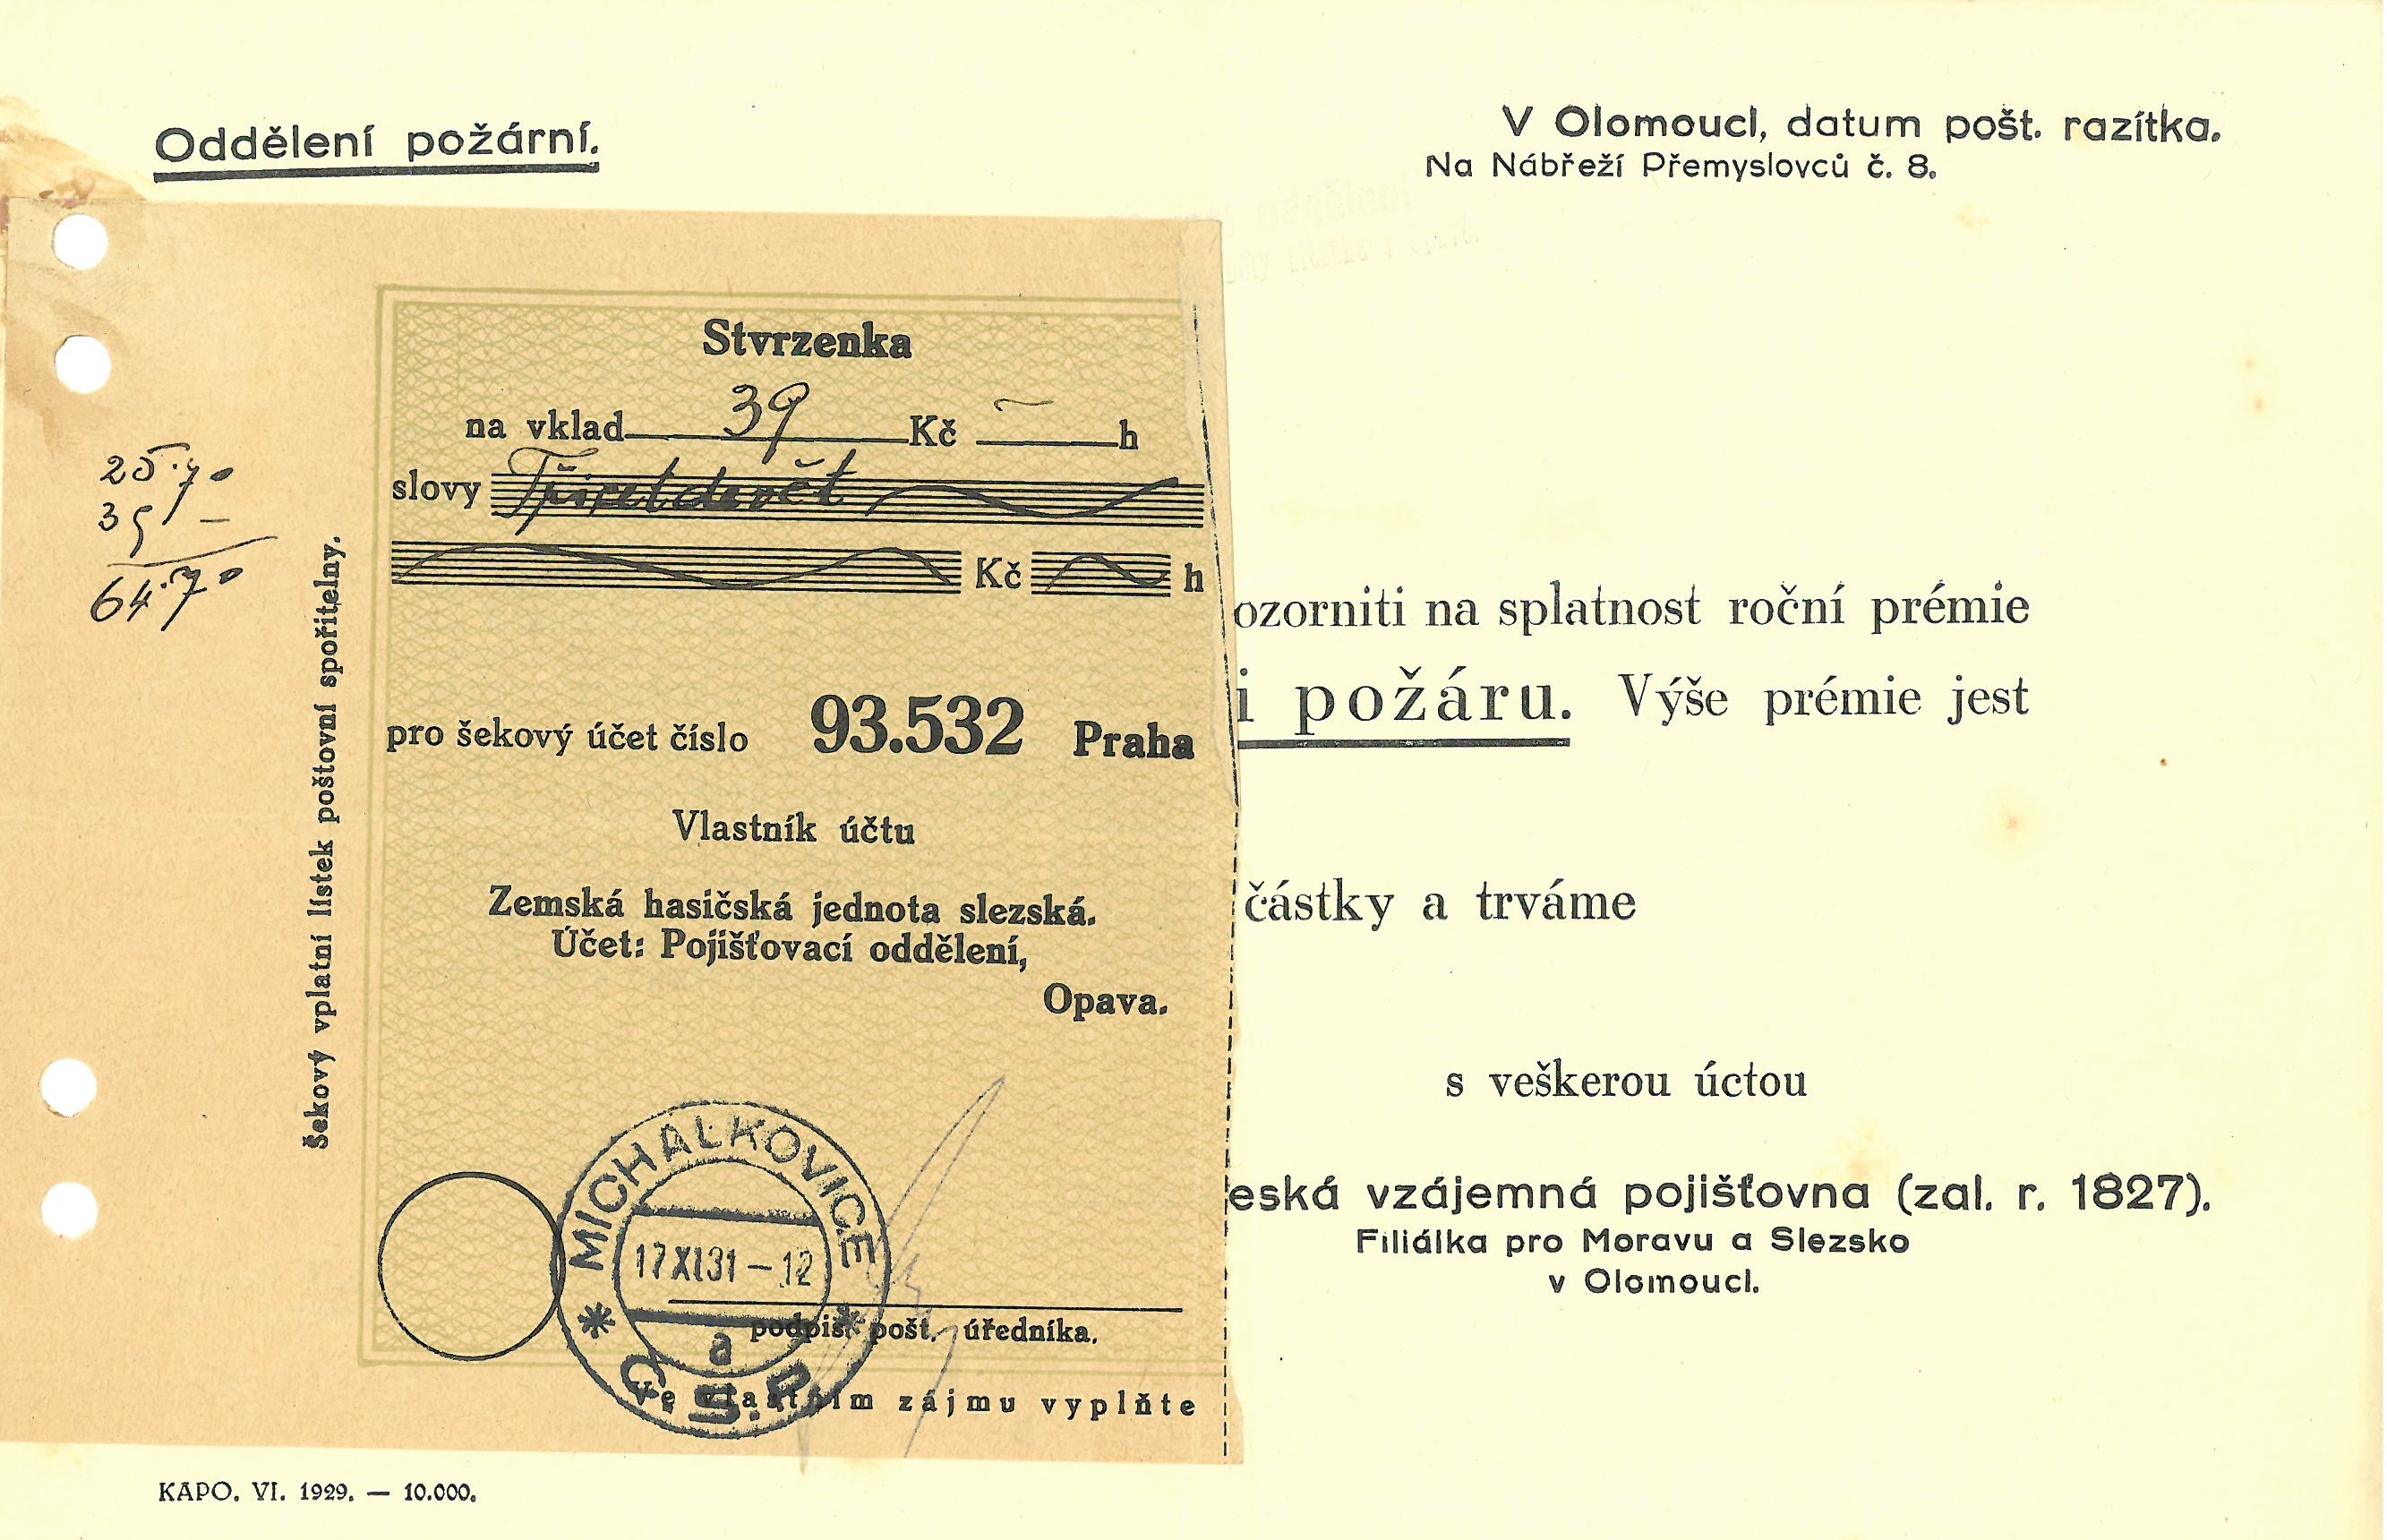 Oddělení požární.
V Olomouci, datum pošt. razítka.
Na Nábřeží Přemyslovců č. 8.
Stvrzenka
na vklad 39 Kč — h
slovy Třicetdevět
Kč h
25·70
39 —
64·70
Šekový vplatní lístek poštovní spořitelny.
pro šekový účet číslo 93.532 Praha
Vlastník účtu
Zemská hasičská jednota slezská.
Účet: Pojišťovací oddělení,
Opava.
MICHALKOVICE
17 XI 31 – 12
a
Č.S.P.
podpis pošt. úředníka.
Ve vlastním zájmu vyplňte
ozorniti na splatnost roční prémie
i požáru. Výše prémie jest
částky a trváme
s veškerou úctou
eská vzájemná pojišťovna (zal. r. 1827).
Filiálka pro Moravu a Slezsko
v Olomouci.
KAPO. VI. 1929. — 10.000.